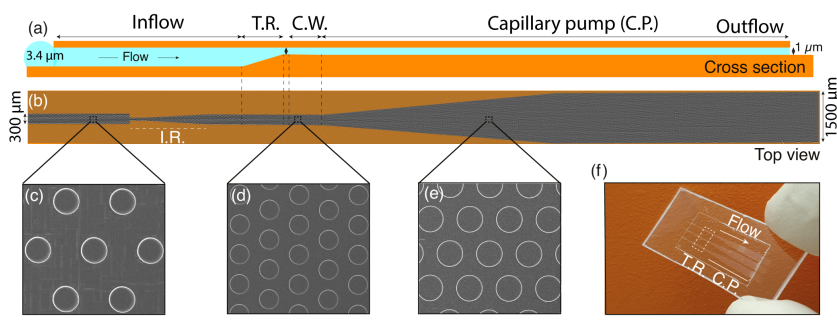 Inflow T.R. C.W. Capillary pump (C.P.) Outflow
(a)
3.4 μm Flow 1 μm
Cross section
(b)
300 μm 1500 μm
I.R.
Top view
(c) (d) (e) (f)
Flow
T.R. C.P.